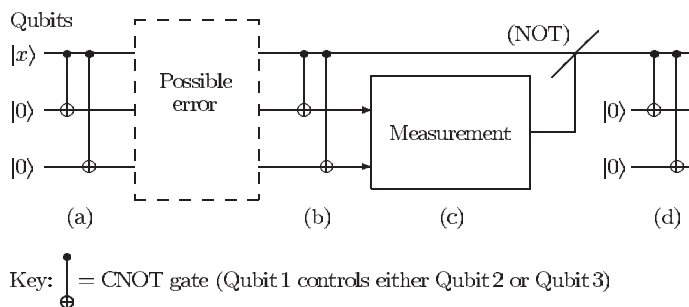 Qubits
|x⟩
(NOT)
Possible
error
|0⟩
|0⟩
Measurement
|0⟩
|0⟩
(a)
(b)
(c)
(d)
Key: = CNOT gate (Qubit 1 controls either Qubit 2 or Qubit 3)